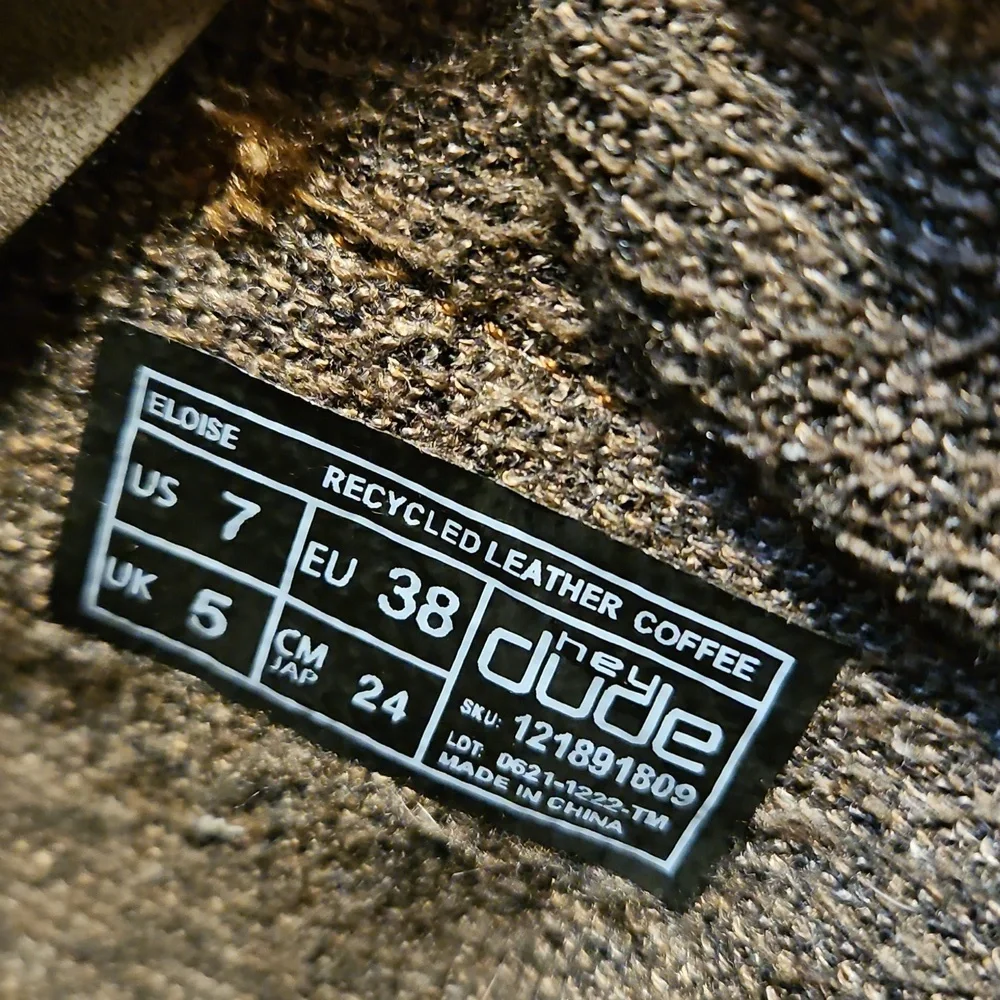 ELOISE RECYCLED LEATHER COFFEE
US 7
EU 38
UK 5
CM JAP 24
hey dude
SKU: 121891809
LOT: D621-1222-TM
MADE IN CHINA